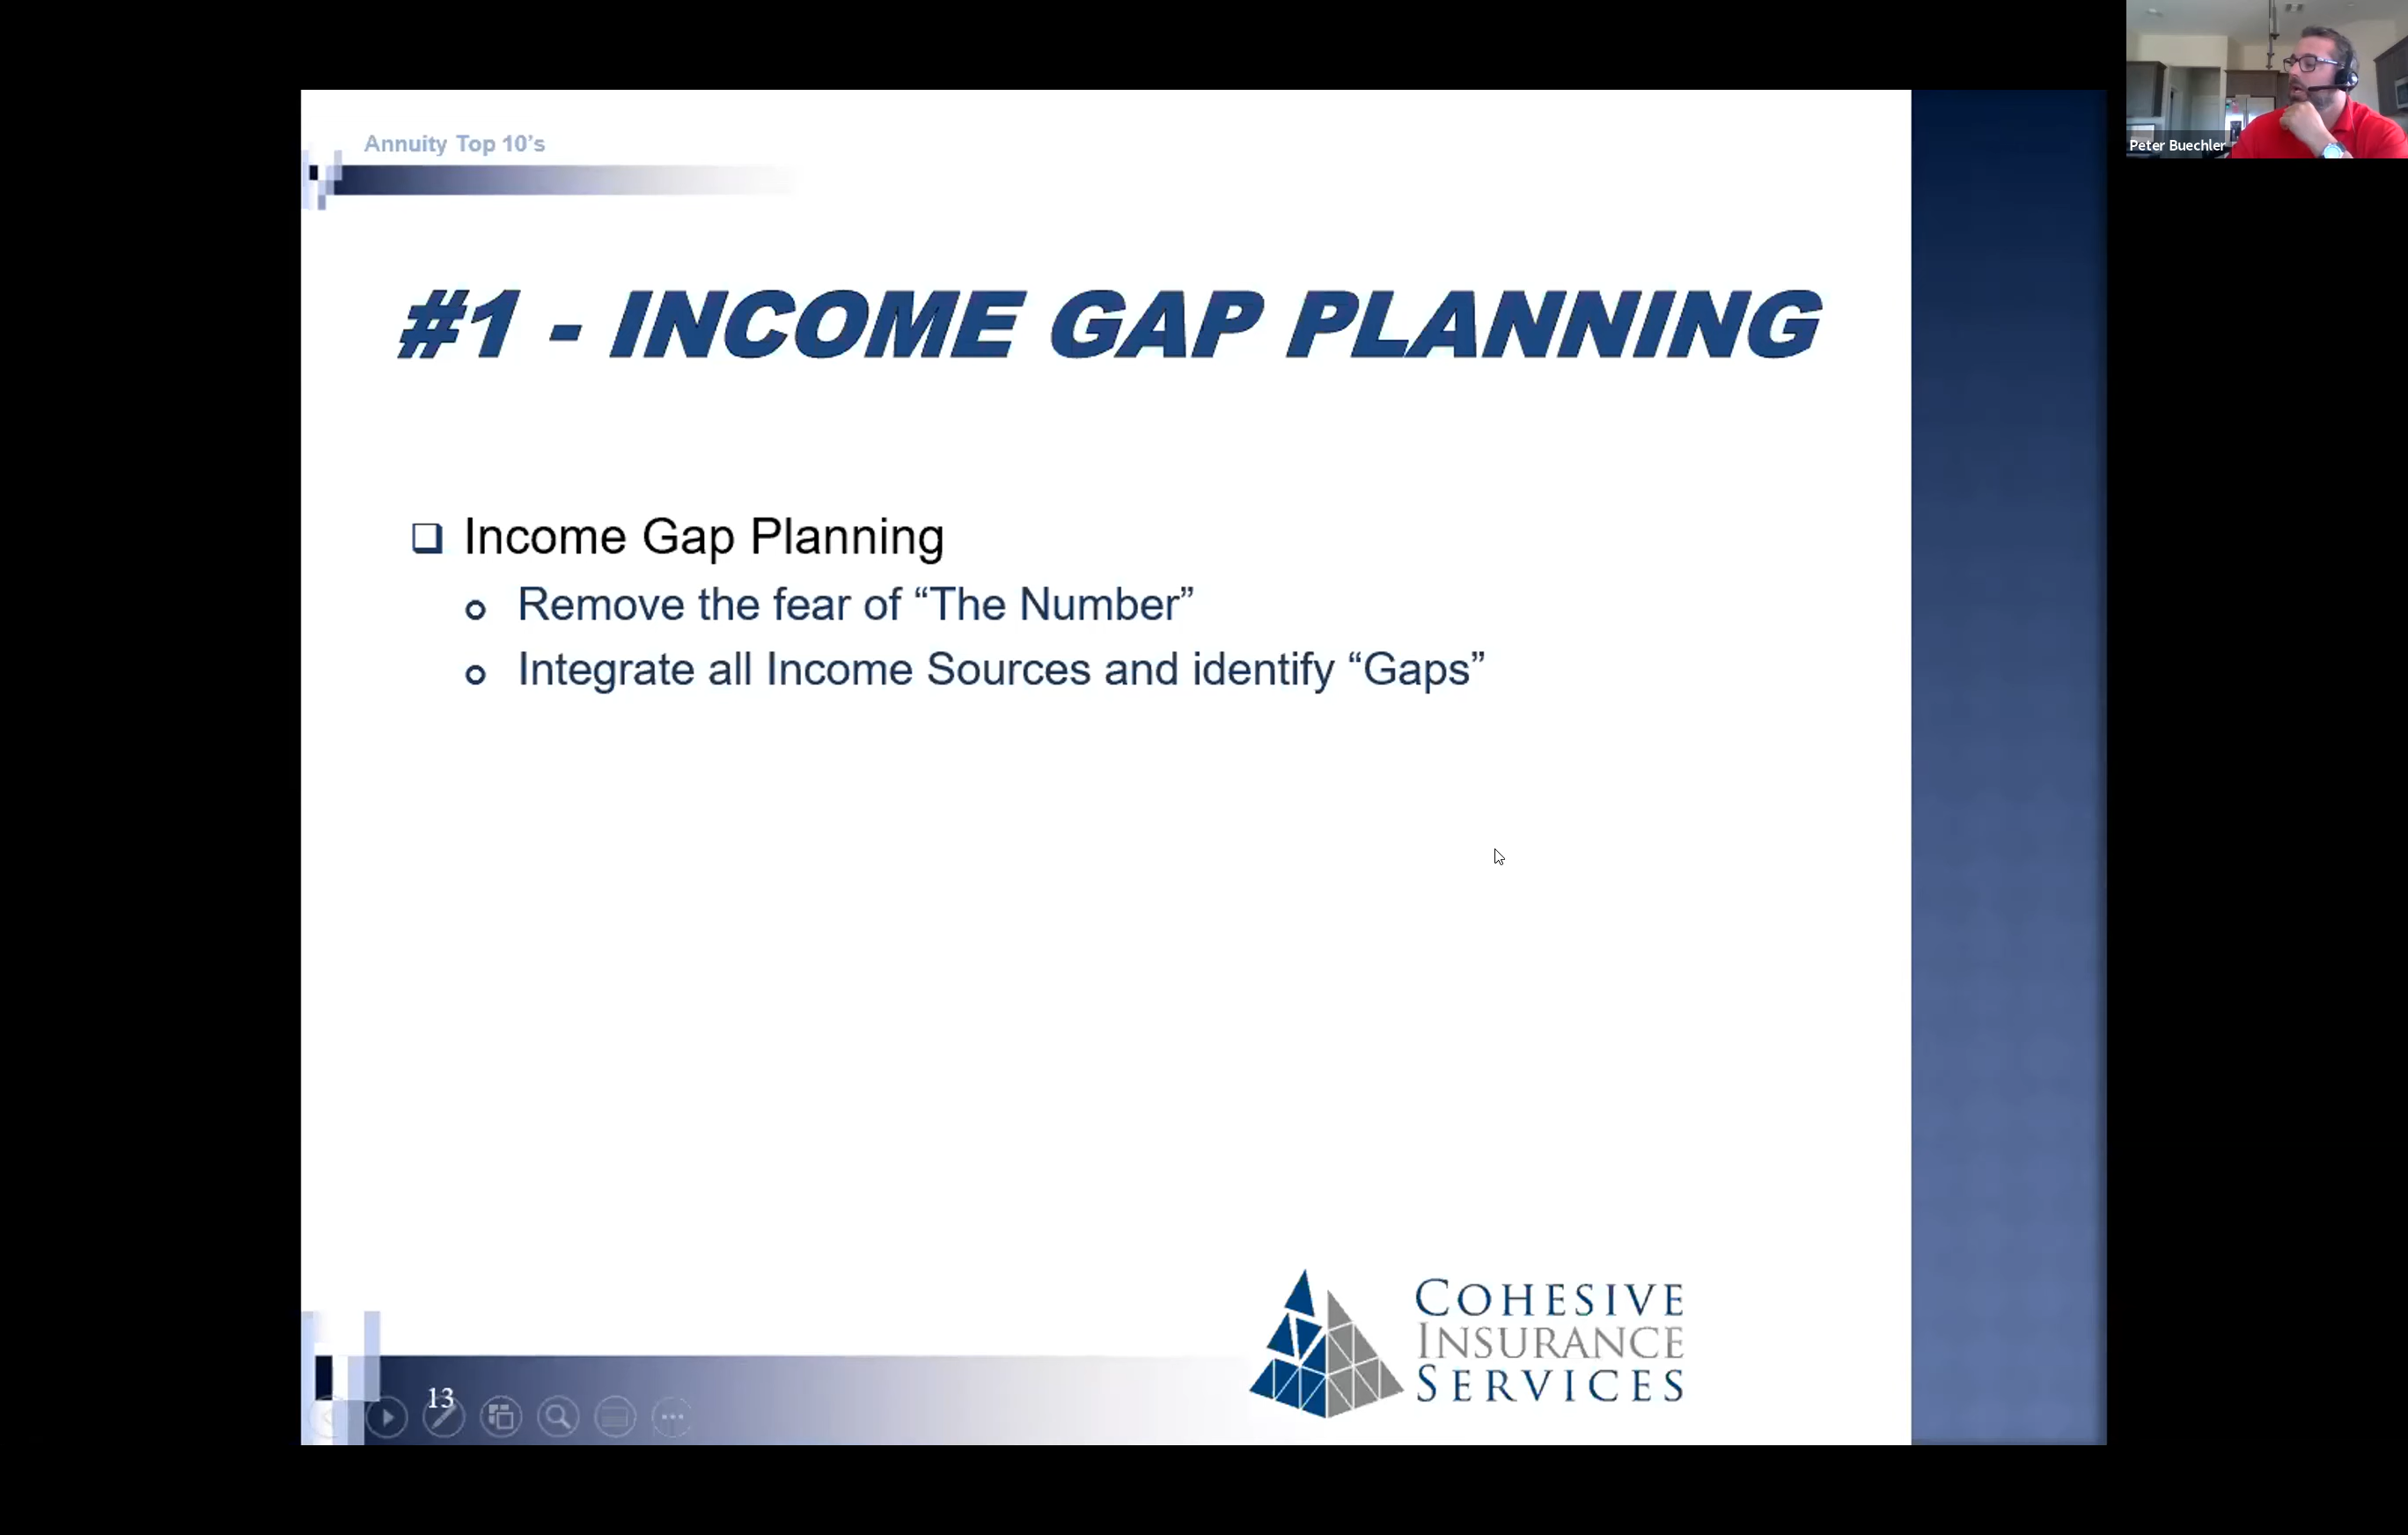 Annuity Top 10's
Peter Buechler
#1 - INCOME GAP PLANNING
Income Gap Planning
Remove the fear of “The Number”
Integrate all Income Sources and identify “Gaps”
COHESIVE
INSURANCE
SERVICES
13